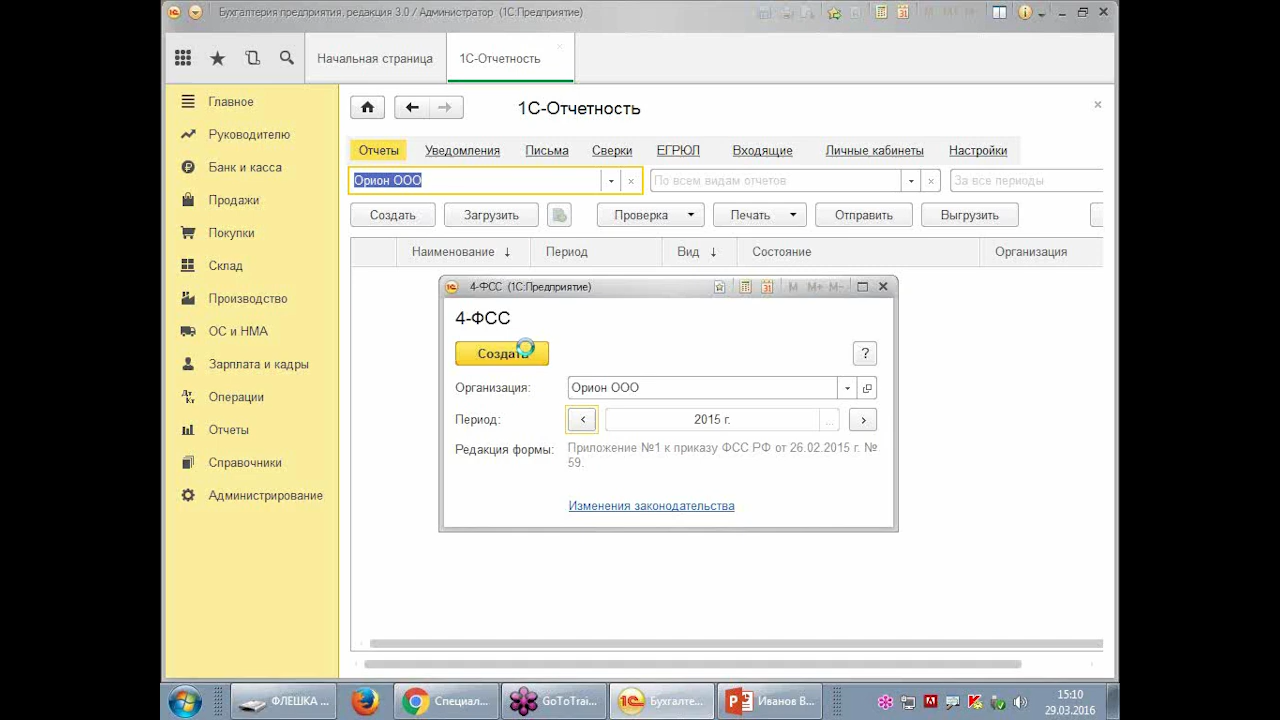 Бухгалтерия предприятия, редакция 3.0 / Администратор (1С:Предприятие)
Начальная страница
1С-Отчетность
Главное
Руководителю
Банк и касса
Продажи
Покупки
Склад
Производство
ОС и НМА
Зарплата и кадры
Операции
Отчеты
Справочники
Администрирование
1С-Отчетность
Отчеты Уведомления Письма Сверки ЕГРЮЛ Входящие Личные кабинеты Настройки
Орион ООО По всем видам отчетов За все периоды
Создать Загрузить Проверка Печать Отправить Выгрузить
Наименование Период Вид Состояние Организация
4-ФСС (1С:Предприятие) M M+ M-
4-ФСС
Создать ?
Организация: Орион ООО
Период: < 2015 г. ... >
Редакция формы: Приложение №1 к приказу ФСС РФ от 26.02.2015 г. №
59.
Изменения законодательства
ФЛЕШКА ... Специал... GoToTrai... Бухгалте... Иванов В...
15:10
29.03.2016